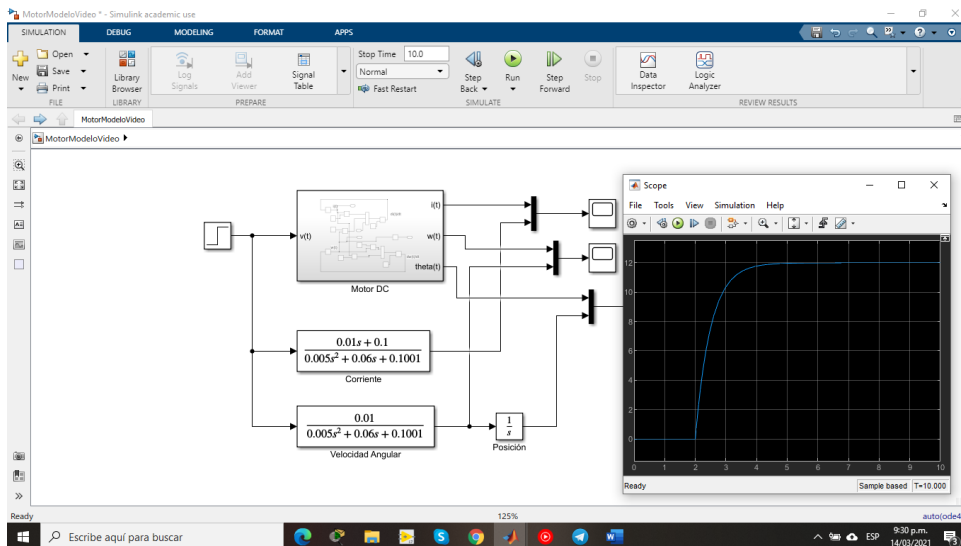 MotorModeloVideo * - Simulink academic use
SIMULATION DEBUG MODELING FORMAT APPS
New
Open
Save
Print
FILE
Library Browser
LIBRARY
Log Signals
Add Viewer
Signal Table
PREPARE
Stop Time 10.0
Normal
Fast Restart
Step Back
Run
Step Forward
Stop
SIMULATE
Data Inspector
Logic Analyzer
REVIEW RESULTS
MotorModeloVideo
MotorModeloVideo
v(t)
i(t)
w(t)
theta(t)
Motor DC
0.01s + 0.1
0.005s² + 0.06s + 0.1001
Corriente
0.01
0.005s² + 0.06s + 0.1001
Velocidad Angular
1
s
Posición
Scope
File Tools View Simulation Help
12
10
8
6
4
2
0
0 1 2 3 4 5 6 7 8 9 10
Ready Sample based T=10.000
Ready 125% auto(ode4
Escribe aquí para buscar
ESP
9:30 p.m.
14/03/2021
3